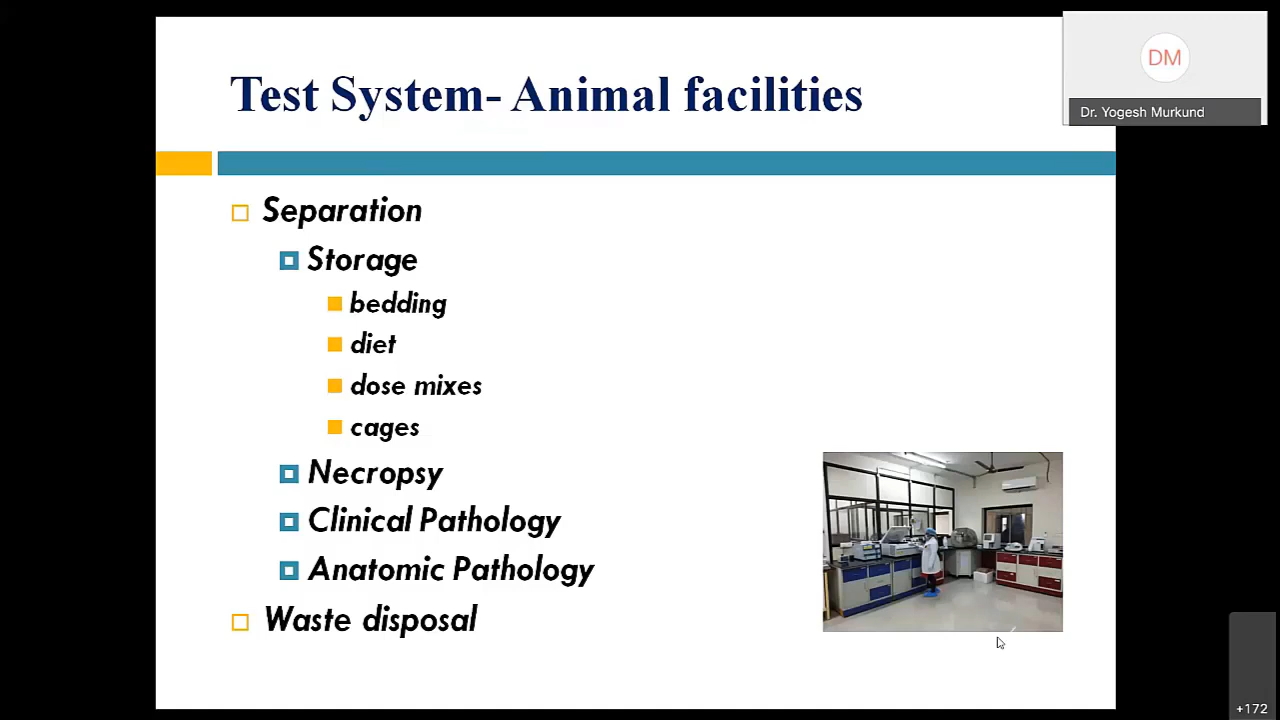 Test System- Animal facilities
DM
Dr. Yogesh Murkund
Separation
Storage
bedding
diet
dose mixes
cages
Necropsy
Clinical Pathology
Anatomic Pathology
Waste disposal
+172